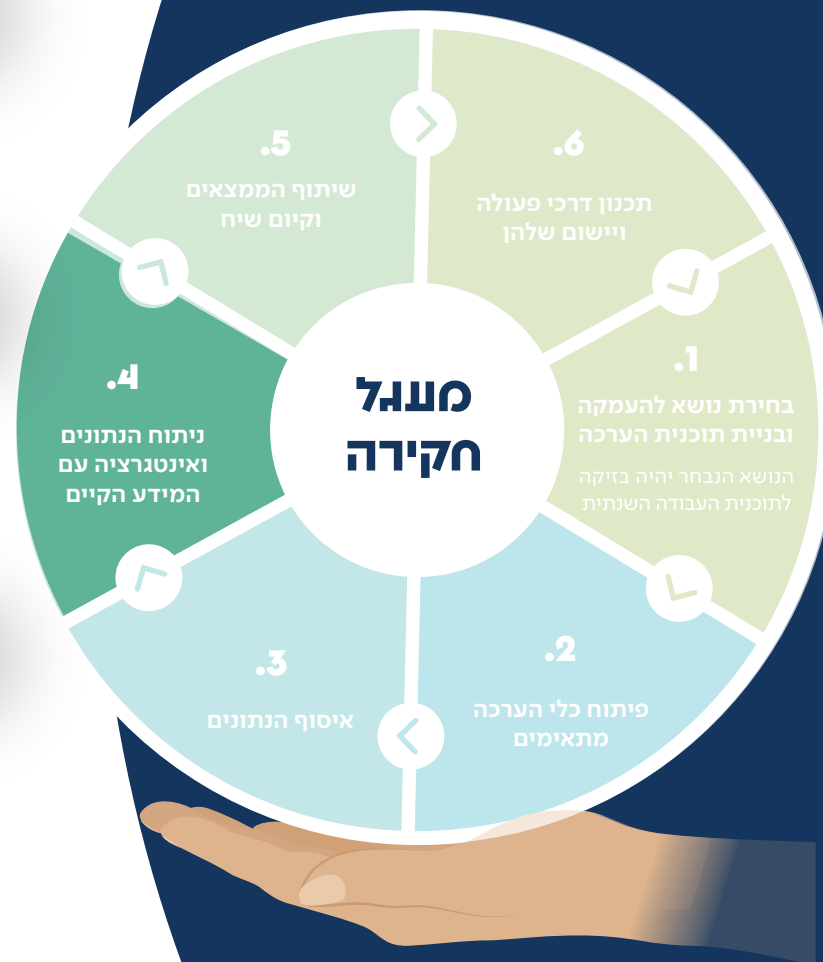 מעגל
חקירה
1.
בחירת נושא להעמקה
ובניית תוכנית הערכה
הנושא הנבחר יהיה בזיקה
לתוכנית העבודה השנתית
2.
פיתוח כלי הערכה
מתאימים
3.
איסוף הנתונים
4.
ניתוח הנתונים
ואינטגרציה עם
המידע הקיים
5.
שיתוף הממצאים
וקיום שיח
6.
תכנון דרכי פעולה
ויישום שלהן